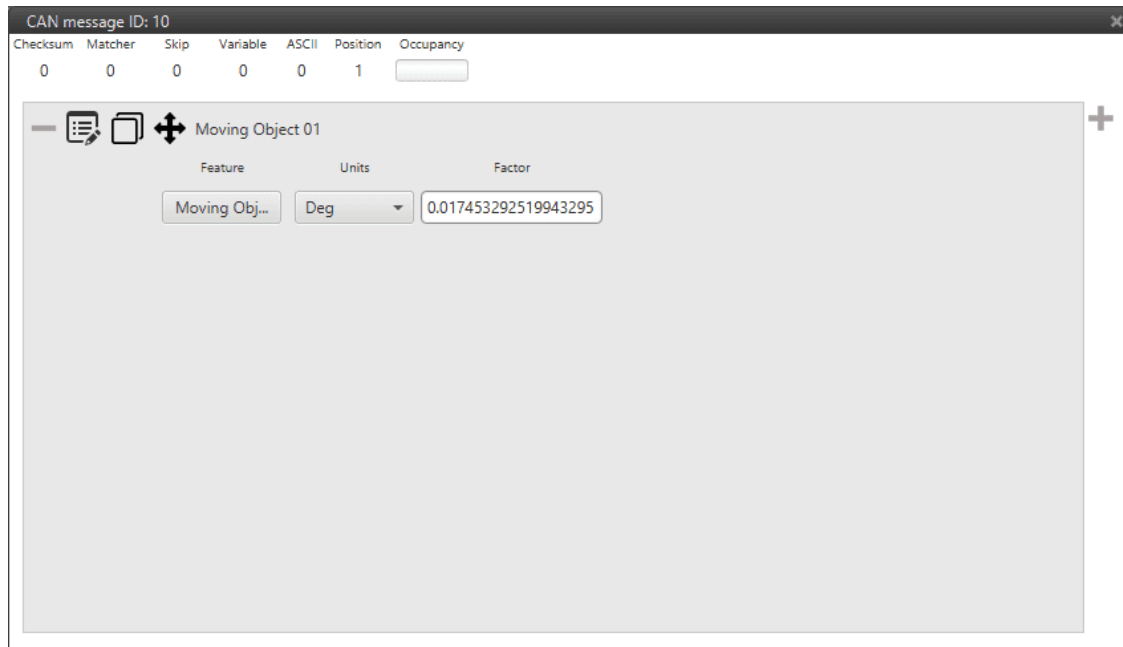 CAN message ID: 10
Checksum Matcher Skip Variable ASCII Position Occupancy
0 0 0 0 0 1
Moving Object 01
Feature Units Factor
Moving Obj... Deg 0.017453292519943295